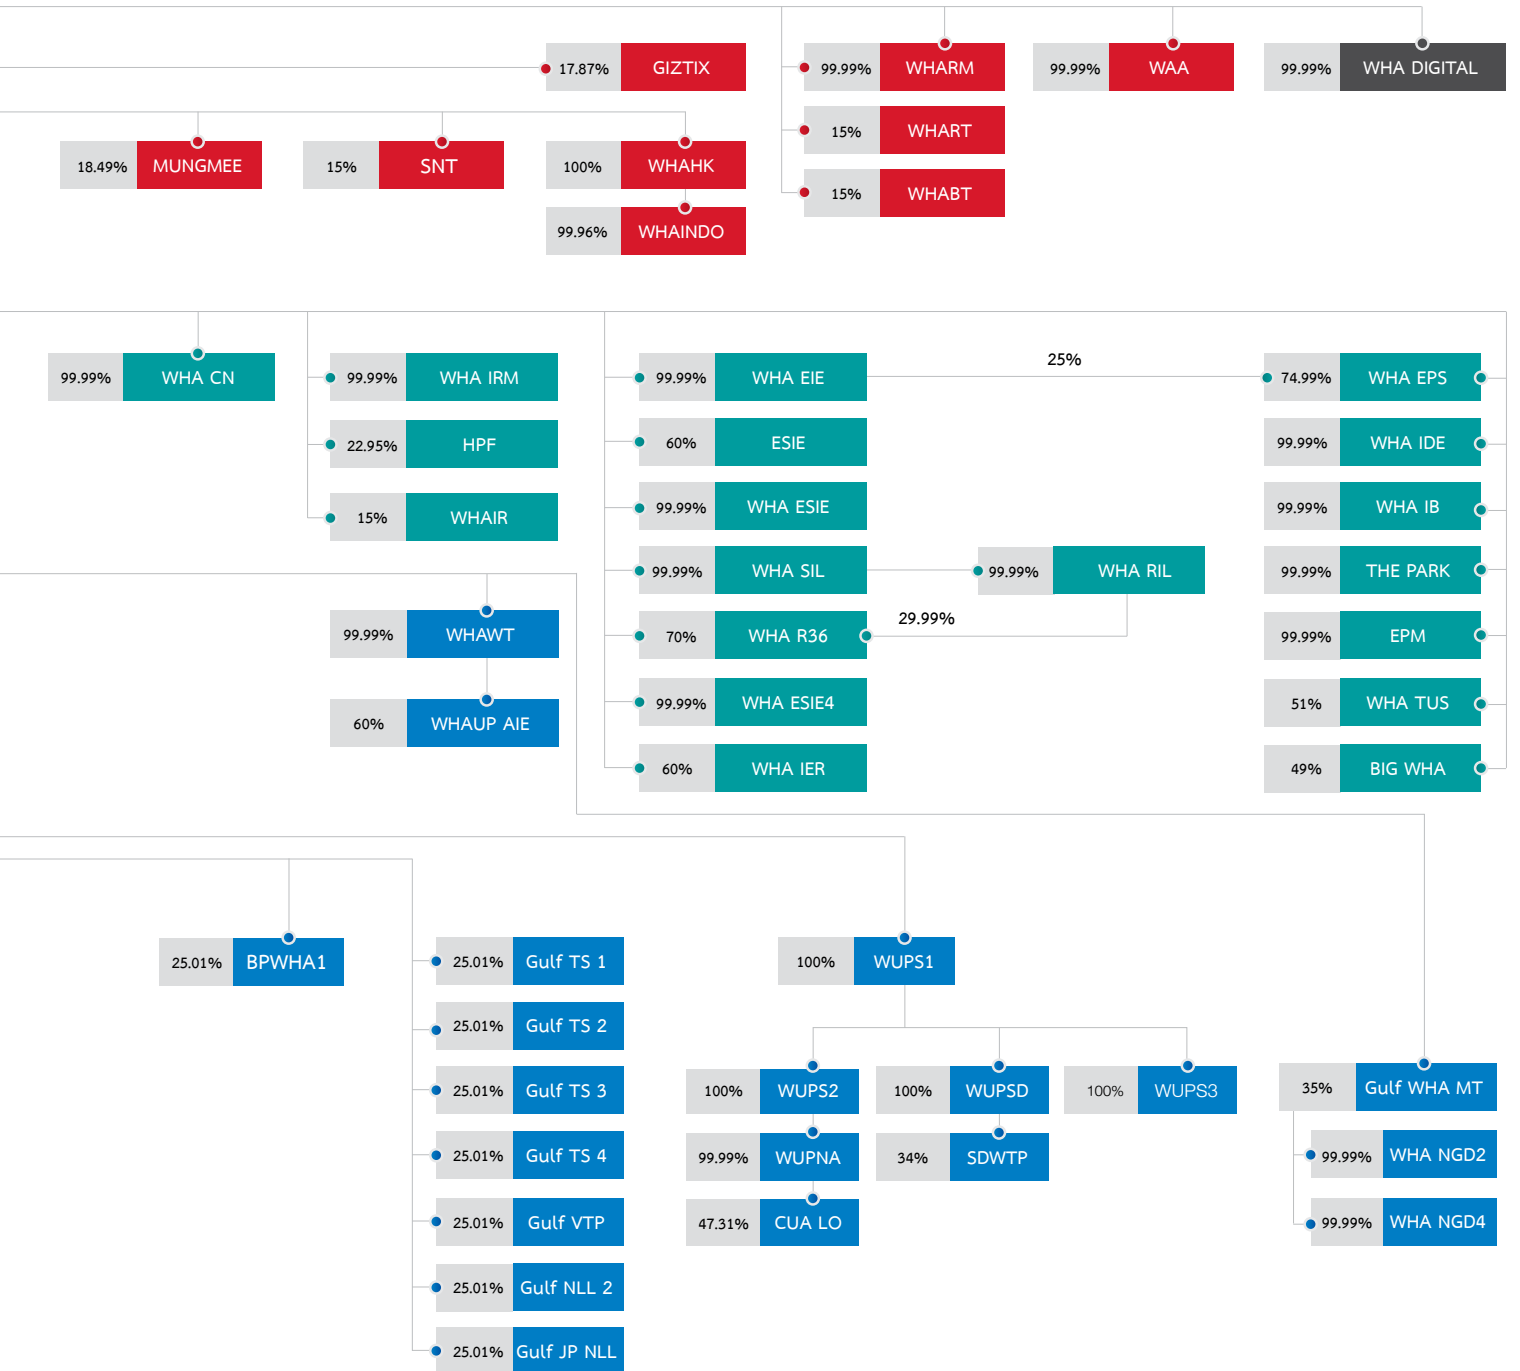 17.87% GIZTIX
99.99% WHARM
99.99% WAA
99.99% WHA DIGITAL
15% WHART
18.49% MUNGMEE
15% SNT
100% WHAHK
15% WHABT
99.96% WHAINDO
99.99% WHA CN
99.99% WHA IRM
99.99% WHA EIE
25%
74.99% WHA EPS
22.95% HPF
60% ESIE
99.99% WHA IDE
15% WHAIR
99.99% WHA ESIE
99.99% WHA IB
99.99% WHA SIL
99.99% WHA RIL
99.99% THE PARK
29.99%
99.99% WHAWT
70% WHA R36
99.99% EPM
60% WHAUP AIE
99.99% WHA ESIE4
51% WHA TUS
60% WHA IER
49% BIG WHA
25.01% BPWHA1
25.01% Gulf TS 1
100% WUPS1
25.01% Gulf TS 2
25.01% Gulf TS 3
100% WUPS2
100% WUPSD
100% WUPS3
35% Gulf WHA MT
25.01% Gulf TS 4
99.99% WUPNA
34% SDWTP
99.99% WHA NGD2
25.01% Gulf VTP
47.31% CUA LO
99.99% WHA NGD4
25.01% Gulf NLL 2
25.01% Gulf JP NLL